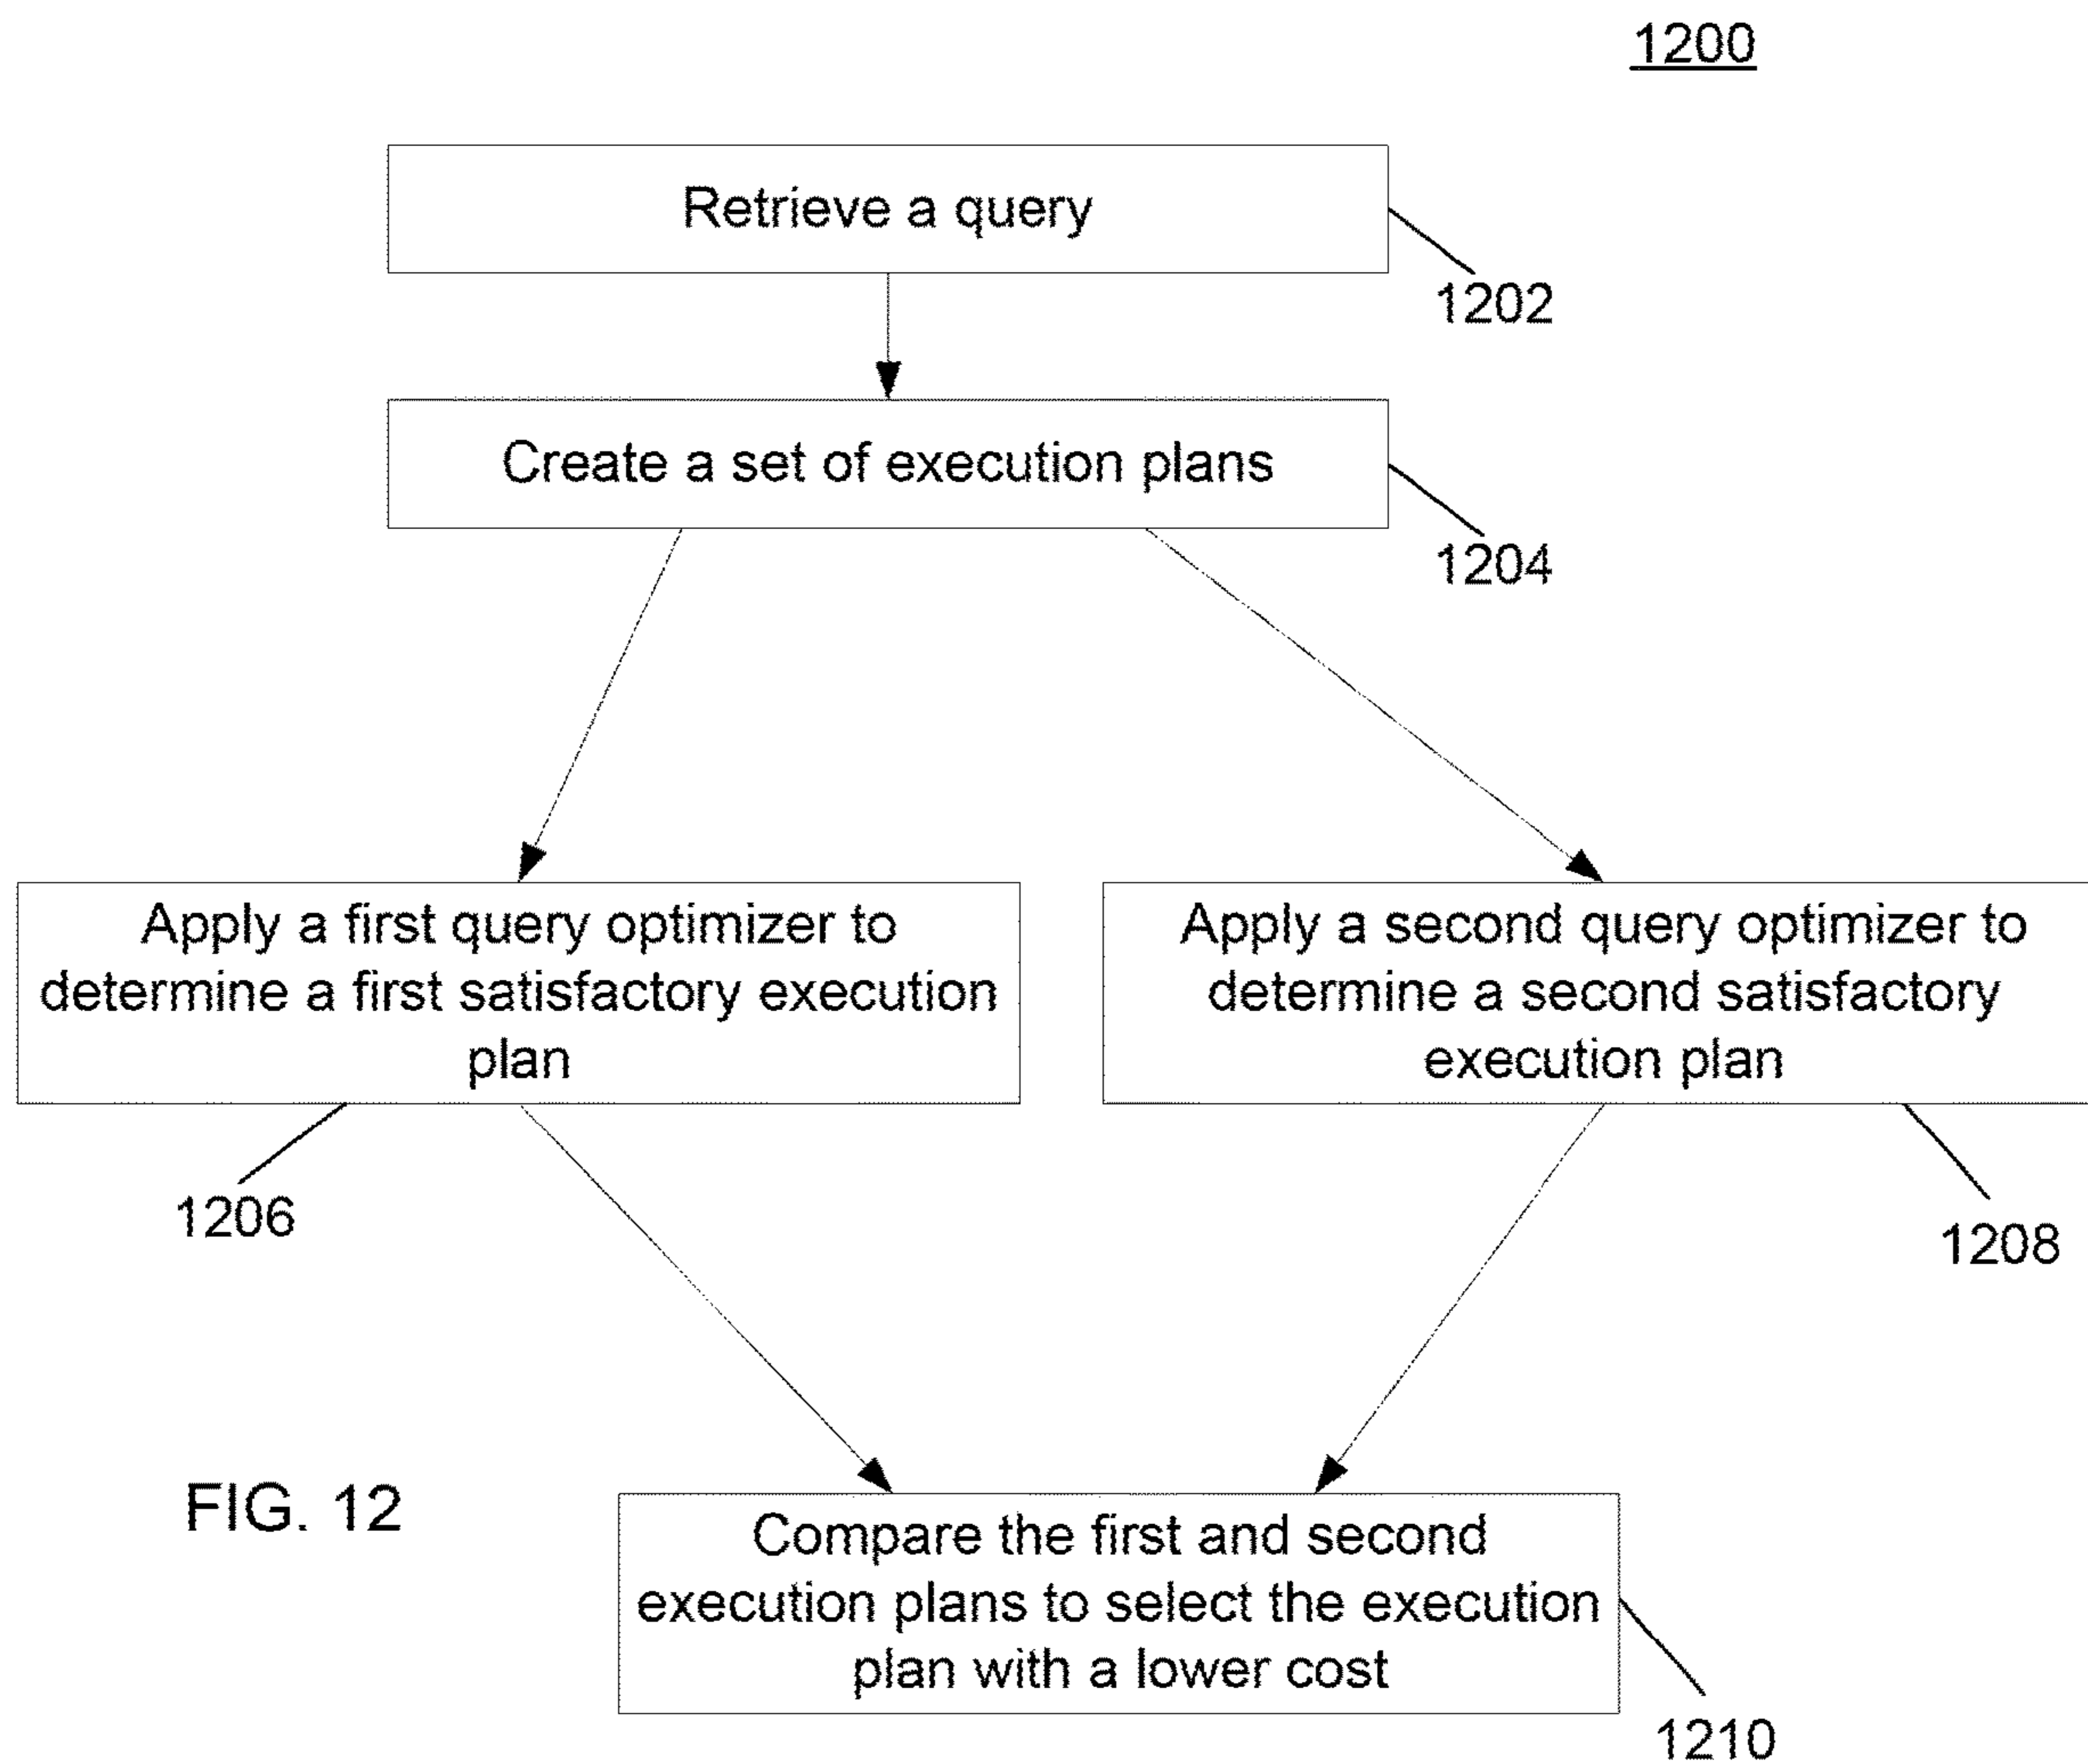 1200
Retrieve a query
1202
Create a set of execution plans
1204
Apply a first query optimizer to
determine a first satisfactory execution
plan
1206
Apply a second query optimizer to
determine a second satisfactory
execution plan
1208
FIG. 12
Compare the first and second
execution plans to select the execution
plan with a lower cost
1210